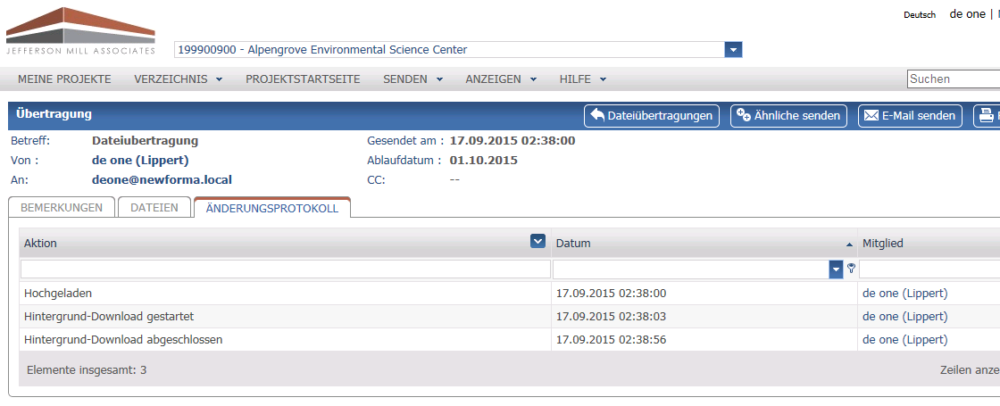 Deutsch de one |
JEFFERSON MILL ASSOCIATES
199900900 - Alpengrove Environmental Science Center
MEINE PROJEKTE VERZEICHNIS PROJEKTSTARTSEITE SENDEN ANZEIGEN HILFE Suchen
Übertragung Dateiübertragungen Ähnliche senden E-Mail senden
Betreff: Dateiubertragung Gesendet am : 17.09.2015 02:38:00
Von : de one (Lippert) Ablaufdatum : 01.10.2015
An: deone@newforma.local CC: --
BEMERKUNGEN DATEIEN ÄNDERUNGSPROTOKOLL
Aktion Datum Mitglied
Hochgeladen 17.09.2015 02:38:00 de one (Lippert)
Hintergrund-Download gestartet 17.09.2015 02:38:03 de one (Lippert)
Hintergrund-Download abgeschlossen 17.09.2015 02:38:56 de one (Lippert)
Elemente insgesamt: 3 Zeilen anze